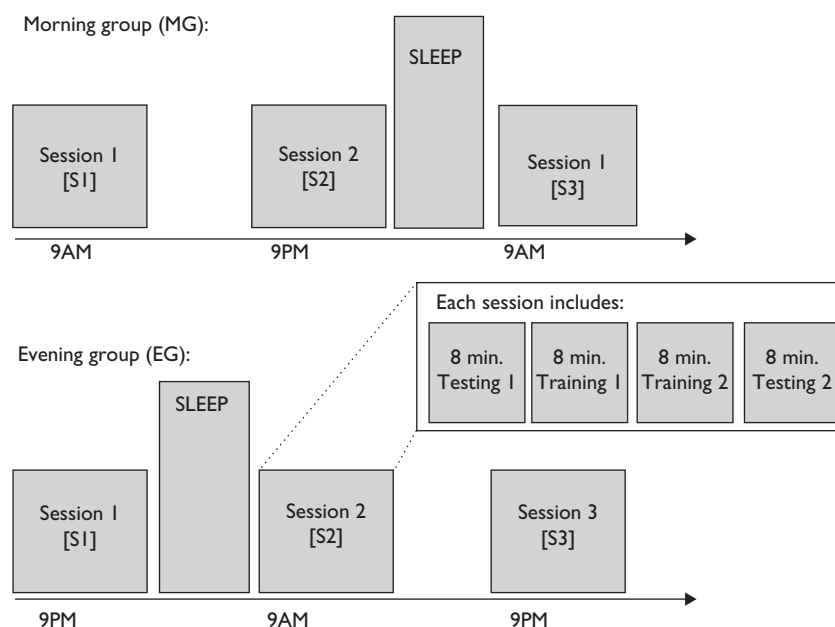 Morning group (MG):
SLEEP
Session 1
[S1]
Session 2
[S2]
Session 1
[S3]
9AM
9PM
9AM
Each session includes:
8 min.
Testing 1
8 min.
Training 1
8 min.
Training 2
8 min.
Testing 2
Evening group (EG):
SLEEP
Session 1
[S1]
Session 2
[S2]
Session 3
[S3]
9PM
9AM
9PM